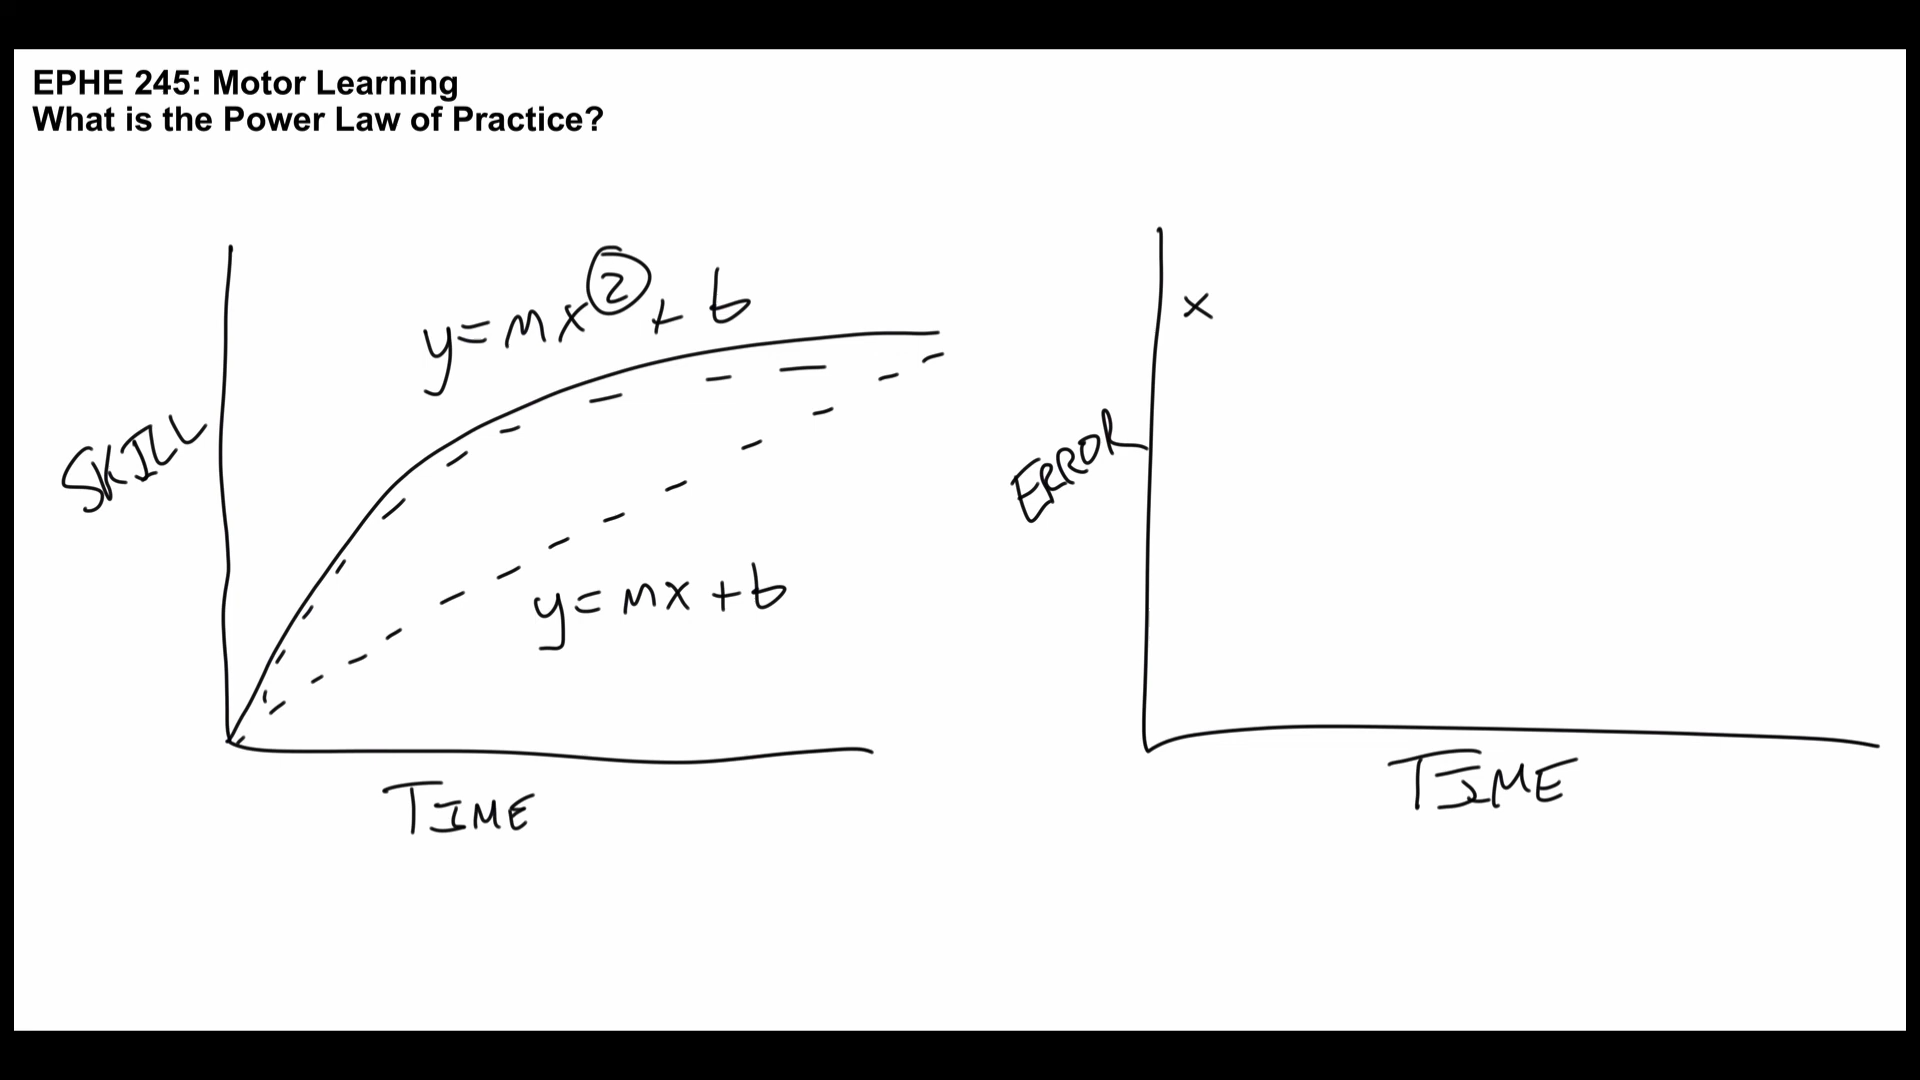 EPHE 245: Motor Learning
What is the Power Law of Practice?
y=mx²+b
SKILL
y=mx+b
TIME
x
ERROR
TIME